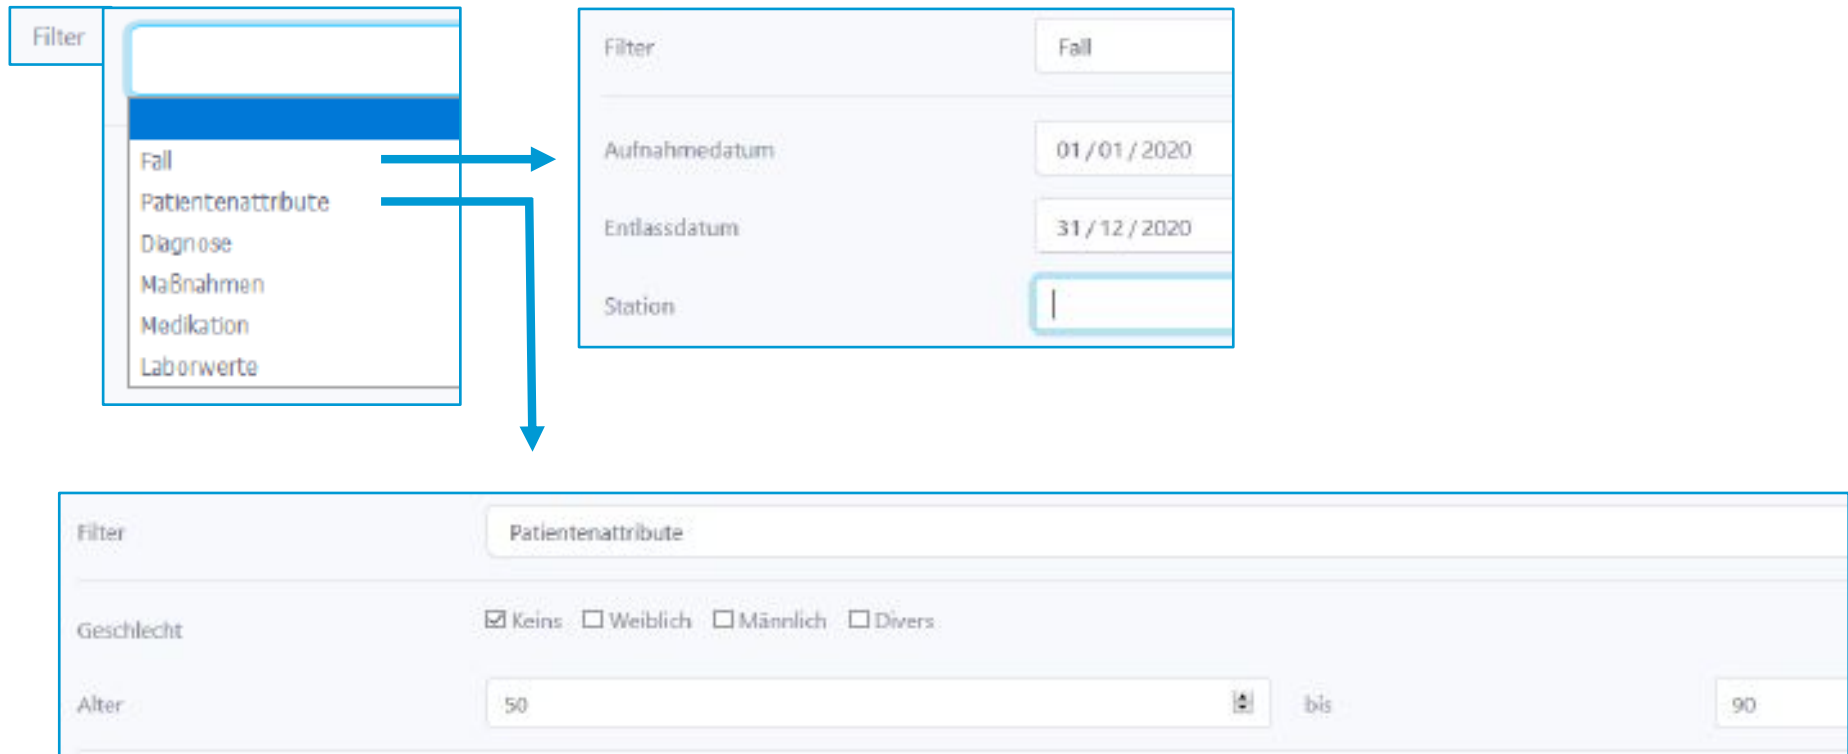 Filter
Fall
Patientenattribute
Diagnose
Maßnahmen
Medikation
Laborwerte
Filter Fall
Aufnahmedatum 01/01/2020
Entlassdatum 31/12/2020
Station
Filter Patientenattribute
Geschlecht Keins Weiblich Männlich Divers
Alter 50 bis 90